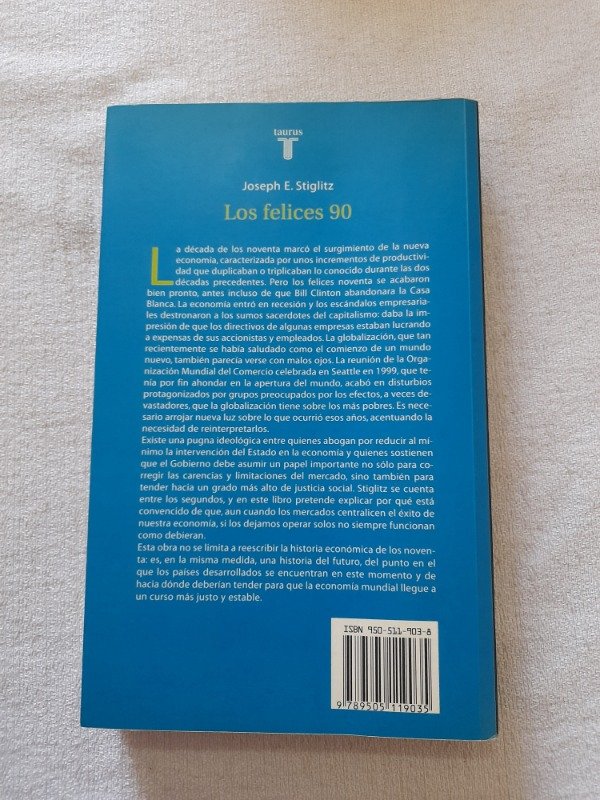 taurus
T
Joseph E. Stiglitz
Los felices 90
La década de los noventa marcó el surgimiento de la nueva
economía, caracterizada por unos incrementos de productivi-
dad que duplicaban o triplicaban lo conocido durante las dos
décadas precedentes. Pero los felices noventa se acabaron
bien pronto, antes incluso de que Bill Clinton abandonara la Casa
Blanca. La economía entró en recesión y los escándalos empresaria-
les destronaron a los sumos sacerdotes del capitalismo: daba la im-
presión de que los directivos de algunas empresas estaban lucrando
a expensas de sus accionistas y empleados. La globalización, que tan
recientemente se había saludado como el comienzo de un mundo
nuevo, también parecía verse con malos ojos. La reunión de la Orga-
nización Mundial del Comercio celebrada en Seattle en 1999, que te-
nía por fin ahondar en la apertura del mundo, acabó en disturbios
protagonizados por grupos preocupados por los efectos, a veces de-
vastadores, que la globalización tiene sobre los más pobres. Es nece-
sario arrojar nueva luz sobre lo que ocurrió esos años, acentuando la
necesidad de reinterpretarlos.
Existe una pugna ideológica entre quienes abogan por reducir al mí-
nimo la intervención del Estado en la economía y quienes sostienen
que el Gobierno debe asumir un papel importante no sólo para co-
rregir las carencias y limitaciones del mercado, sino también para
tender hacia un grado más alto de justicia social. Stiglitz se cuenta
entre los segundos, y en este libro pretende explicar por qué está
convencido de que, aun cuando los mercados centralicen el éxito de
nuestra economía, si los dejamos operar solos no siempre funcionan
como debieran.
Esta obra no se limita a reescribir la historia económica de los noven-
ta: es, en la misma medida, una historia del futuro, del punto en el
que los países desarrollados se encuentran en este momento y de
hacia dónde deberían tender para que la economía mundial llegue a
a un curso más justo y estable.
ISBN 950-511-903-8
9 789505 119035